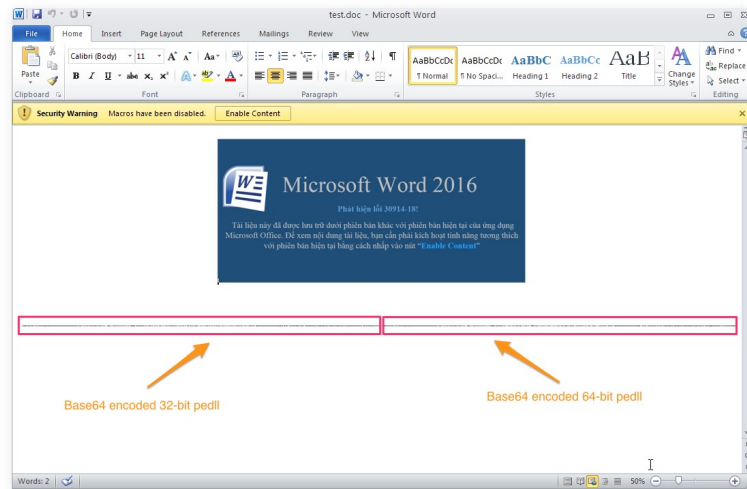 test.doc - Microsoft Word
File Home Insert Page Layout References Mailings Review View
Paste
Calibri (Body) 11 A A Aa
B I U abc x₂ x² A ab A
AaBbCcDc AaBbCcDc AaBbC AaBbCc AaB
¶ Normal ¶ No Spaci... Heading 1 Heading 2 Title
Change Styles
Find
Replace
Select
Clipboard Font Paragraph Styles Editing
Security Warning Macros have been disabled. Enable Content
Microsoft Word 2016
Phát hiện lỗi 30914-18!
Tài liệu này đã được lưu trữ dưới phiên bản khác với phiên bản hiện tại của ứng dụng
Microsoft Office. Để xem nội dung tài liệu, bạn cần phải kích hoạt tính năng tương thích
với phiên bản hiện tại bằng cách nhấp vào nút “Enable Content”
Base64 encoded 32-bit pedll
Base64 encoded 64-bit pedll
Words: 2
50%